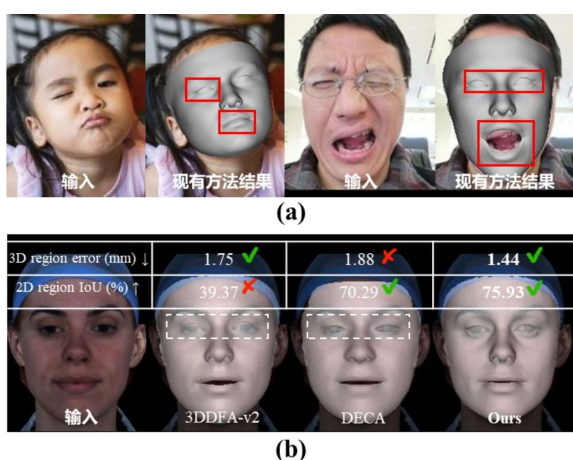 输入
现有方法结果
输入
现有方法结果
(a)
3D region error (mm) ↓ 1.75 ✔ 1.88 ✘ 1.44 ✔
2D region IoU (%) ↑ 39.37 ✘ 70.29 ✔ 75.93 ✔
输入 3DDFA-v2 DECA Ours
(b)